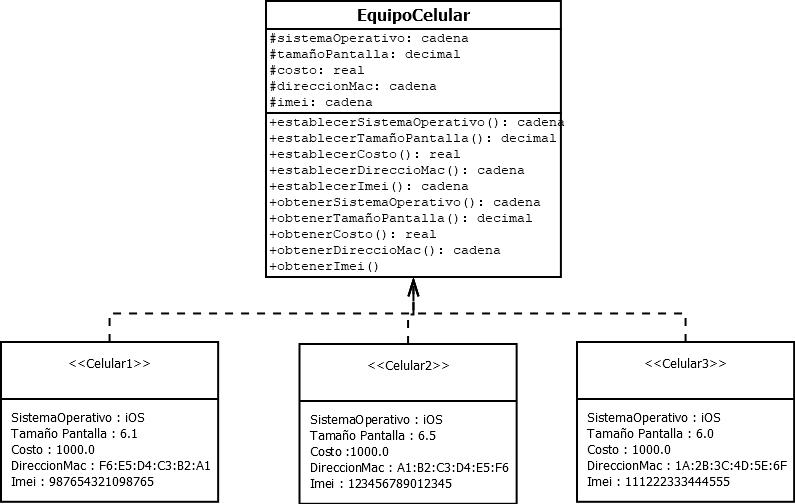 EquipoCelular
#sistemaOperativo: cadena
#tamañoPantalla: decimal
#costo: real
#direccionMac: cadena
#imei: cadena
+establecerSistemaOperativo(): cadena
+establecerTamañoPantalla(): decimal
+establecerCosto(): real
+establecerDireccioMac(): cadena
+establecerImei(): cadena
+obtenerSistemaOperativo(): cadena
+obtenerTamañoPantalla(): decimal
+obtenerCosto(): real
+obtenerDireccioMac(): cadena
+obtenerImei()
<<Celular1>>
SistemaOperativo : iOS
Tamaño Pantalla : 6.1
Costo : 1000.0
DireccionMac : F6:E5:D4:C3:B2:A1
Imei : 987654321098765
<<Celular2>>
SistemaOperativo : iOS
Tamaño Pantalla : 6.5
Costo :1000.0
DireccionMac : A1:B2:C3:D4:E5:F6
Imei : 123456789012345
<<Celular3>>
SistemaOperativo : iOS
Tamaño Pantalla : 6.0
Costo : 1000.0
DireccionMac : 1A:2B:3C:4D:5E:6F
Imei : 111222333444555